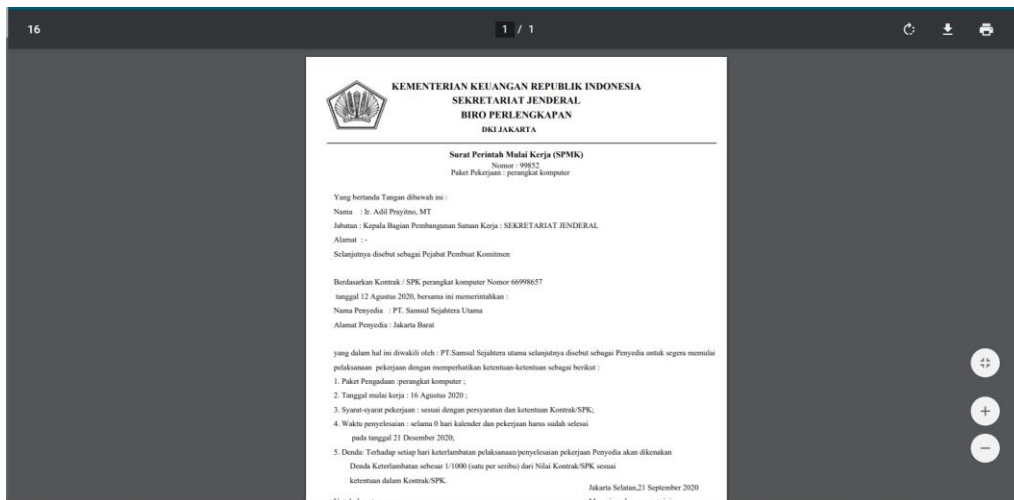 16
1 / 1
KEMENTERIAN KEUANGAN REPUBLIK INDONESIA
SEKRETARIAT JENDERAL
BIRO PERLENGKAPAN
DKI JAKARTA
Surat Perintah Mulai Kerja (SPMK)
Nomor : 99852
Paket Pekerjaan : perangkat komputer
Yang bertanda Tangan dibawah ini :
Nama : Ir. Adil Prayitno, MT
Jabatan : Kepala Bagian Pembangunan Satuan Kerja : SEKRETARIAT JENDERAL
Alamat : -
Selanjutnya disebut sebagai Pejabat Pembuat Komitmen
Berdasarkan Kontrak / SPK perangkat komputer Nomor 66998657
tanggal 12 Agustus 2020, bersama ini memerintahkan :
Nama Penyedia : PT. Samsul Sejahtera Utama
Alamat Penyedia : Jakarta Barat
yang dalam hal ini diwakili oleh : PT.Samsul Sejahtera utama selanjutnya disebut sebagai Penyedia untuk segera memulai
pelaksanaan pekerjaan dengan memperhatikan ketentuan-ketentuan sebagai berikut :
1. Paket Pengadaan :perangkat komputer ;
2. Tanggal mulai kerja : 16 Agustus 2020 ;
3. Syarat-syarat pekerjaan : sesuai dengan persyaratan dan ketentuan Kontrak/SPK;
4. Waktu penyelesaian : selama 0 hari kalender dan pekerjaan harus sudah selesai
pada tanggal 21 Desember 2020;
5. Denda: Terhadap setiap hari keterlambatan pelaksanaan/penyelesaian pekerjaan Penyedia akan dikenakan
Denda Keterlambatan sebesar 1/1000 (satu per seribu) dari Nilai Kontrak/SPK sesuai
ketentuan dalam Kontrak/SPK.
Jakarta Selatan,21 September 2020